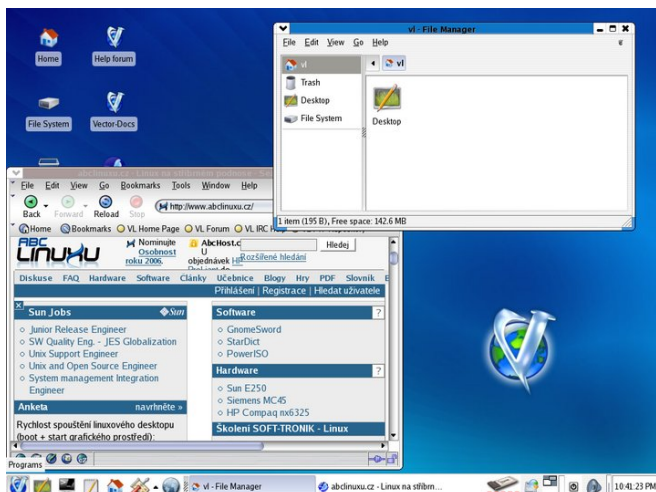 Home
Help forum
File System
Vector-Docs
vl - File Manager
File Edit View Go Help
vl
vl
Trash
Desktop
File System
Desktop
1 item (195 B), Free space: 142.6 MB
abclinuxu.cz - Linux na stříbrném podnose - Se
File Edit View Go Bookmarks Tools Window Help
Back Forward Reload Stop http://www.abclinuxu.cz/
Home Bookmarks VL Home Page VL Forum VL IRC
ABC
LINUXU
Nominujte
Osobnost
roku 2006.
AbcHost.c
U
objednávek
Hledej
Rozšířené hledání
Diskuse FAQ Hardware Software Články Učebnice Blogy Hry PDF Slovník
Přihlášení | Registrace | Hledat uživatele
Sun Jobs Sun
Junior Release Engineer
SW Quality Eng. - JES Globalization
Unix Support Engineer
Unix and Open Source Engineer
System management Integration
Engineer
Anketa navrhněte »
Rychlost spouštění linuxového desktopu
(boot + start grafického prostředí):
Software ?
GnomeSword
StarDict
PowerISO
Hardware ?
Sun E250
Siemens MC45
HP Compaq nx6325
Školení SOFT-TRONIK - Linux
Programs
vl - File Manager
abclinuxu.cz - Linux na stříbrn...
10:41:23 PM